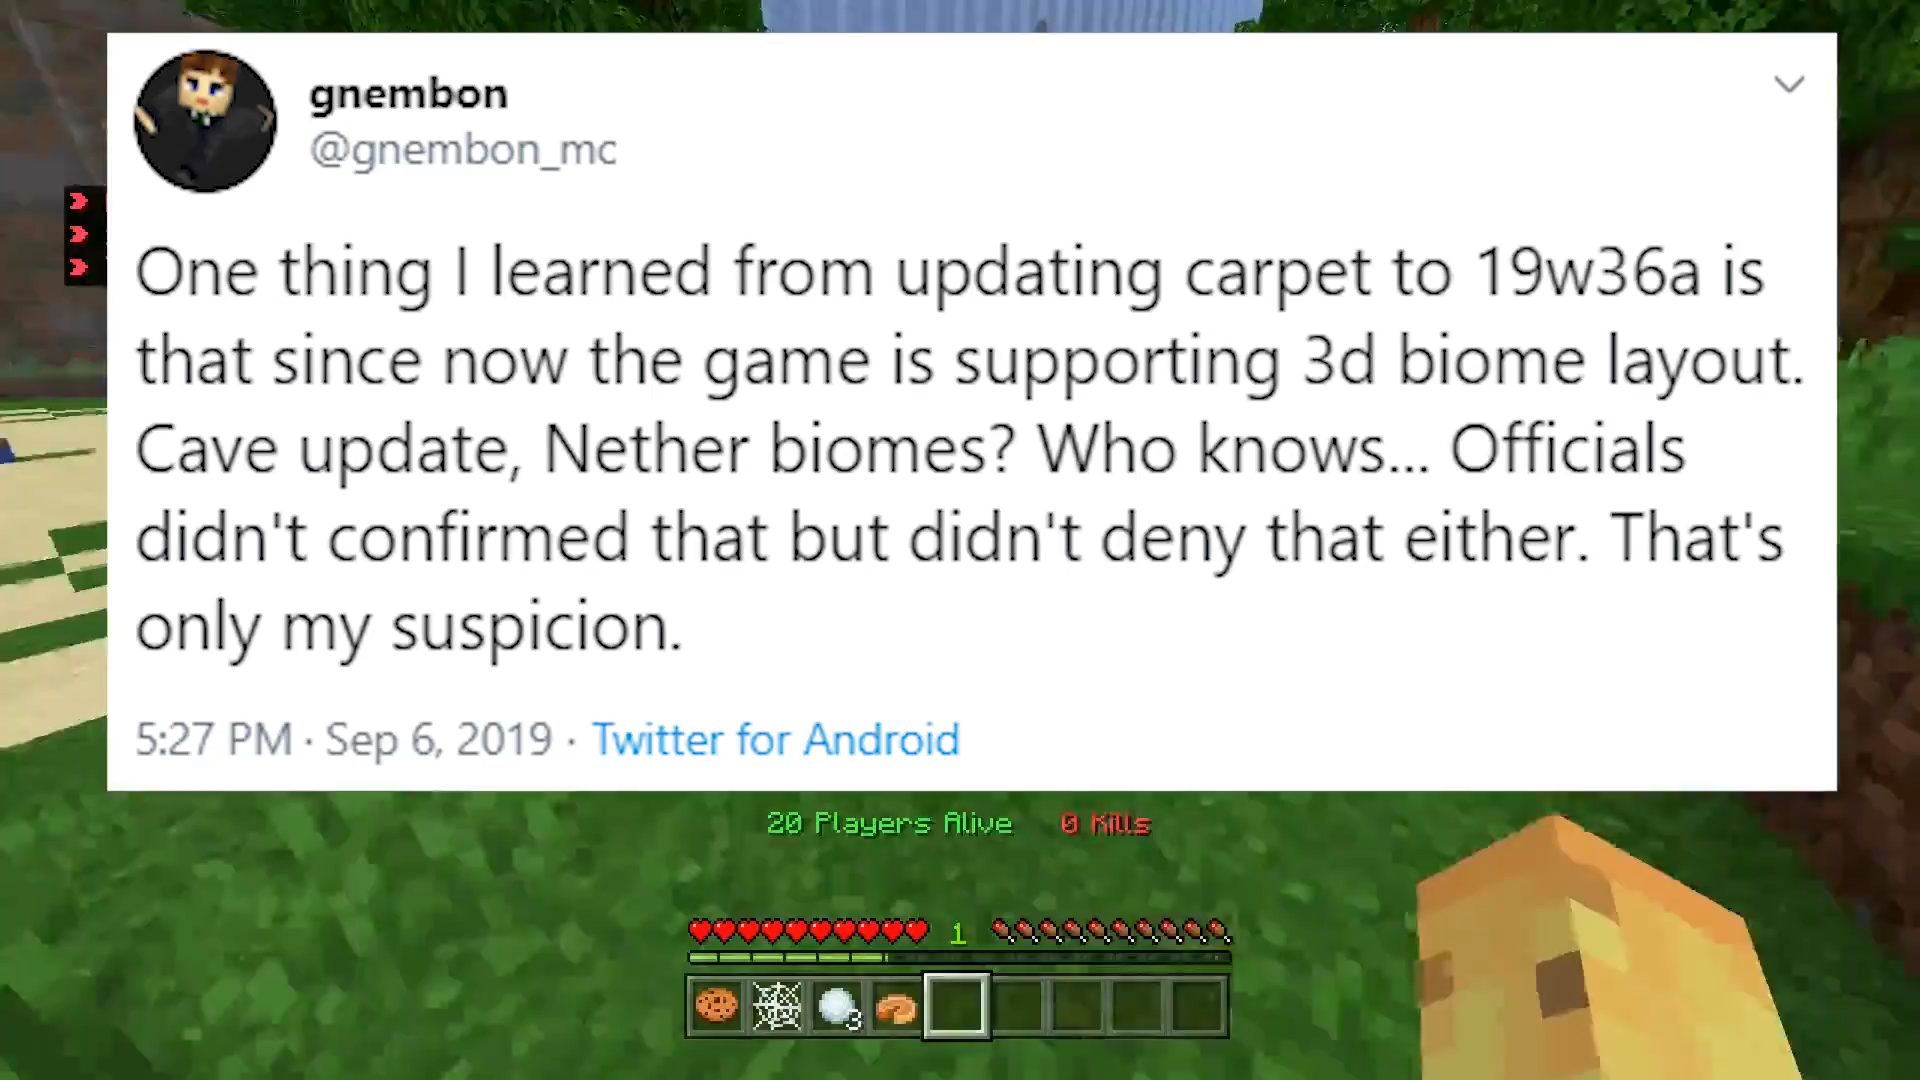 gnembon
@gnembon_mc
One thing I learned from updating carpet to 19w36a is
that since now the game is supporting 3d biome layout.
Cave update, Nether biomes? Who knows... Officials
didn't confirmed that but didn't deny that either. That's
only my suspicion.
5:27 PM · Sep 6, 2019 · Twitter for Android
20 Players Alive 0 Kills
1
3